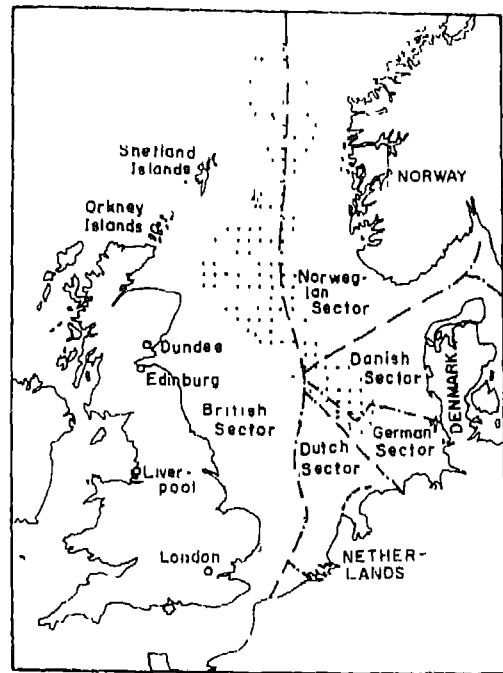 Shetland
Islands
NORWAY
Orkney
Islands
Norweg-
ian
Sector
Dundee
Edinburg
Danish
Sector
DENMARK
British
Sector
German
Sector
Dutch
Sector
Liver-
pool
London
NETHER-
LANDS